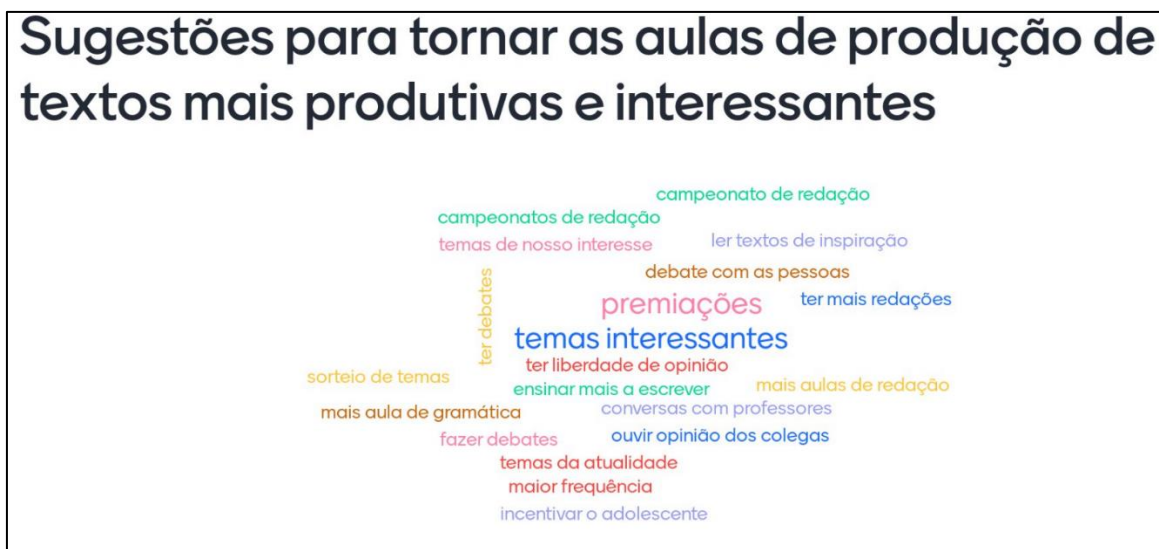 Sugestões para tornar as aulas de produção de
textos mais produtivas e interessantes
campeonato de redação
campeonatos de redação
temas de nosso interesse
ler textos de inspiração
ter debates
debate com as pessoas
premiações
ter mais redações
temas interessantes
ter liberdade de opinião
sorteio de temas
ensinar mais a escrever
mais aulas de redação
mais aula de gramática
conversas com professores
fazer debates
ouvir opinião dos colegas
temas da atualidade
maior frequência
incentivar o adolescente